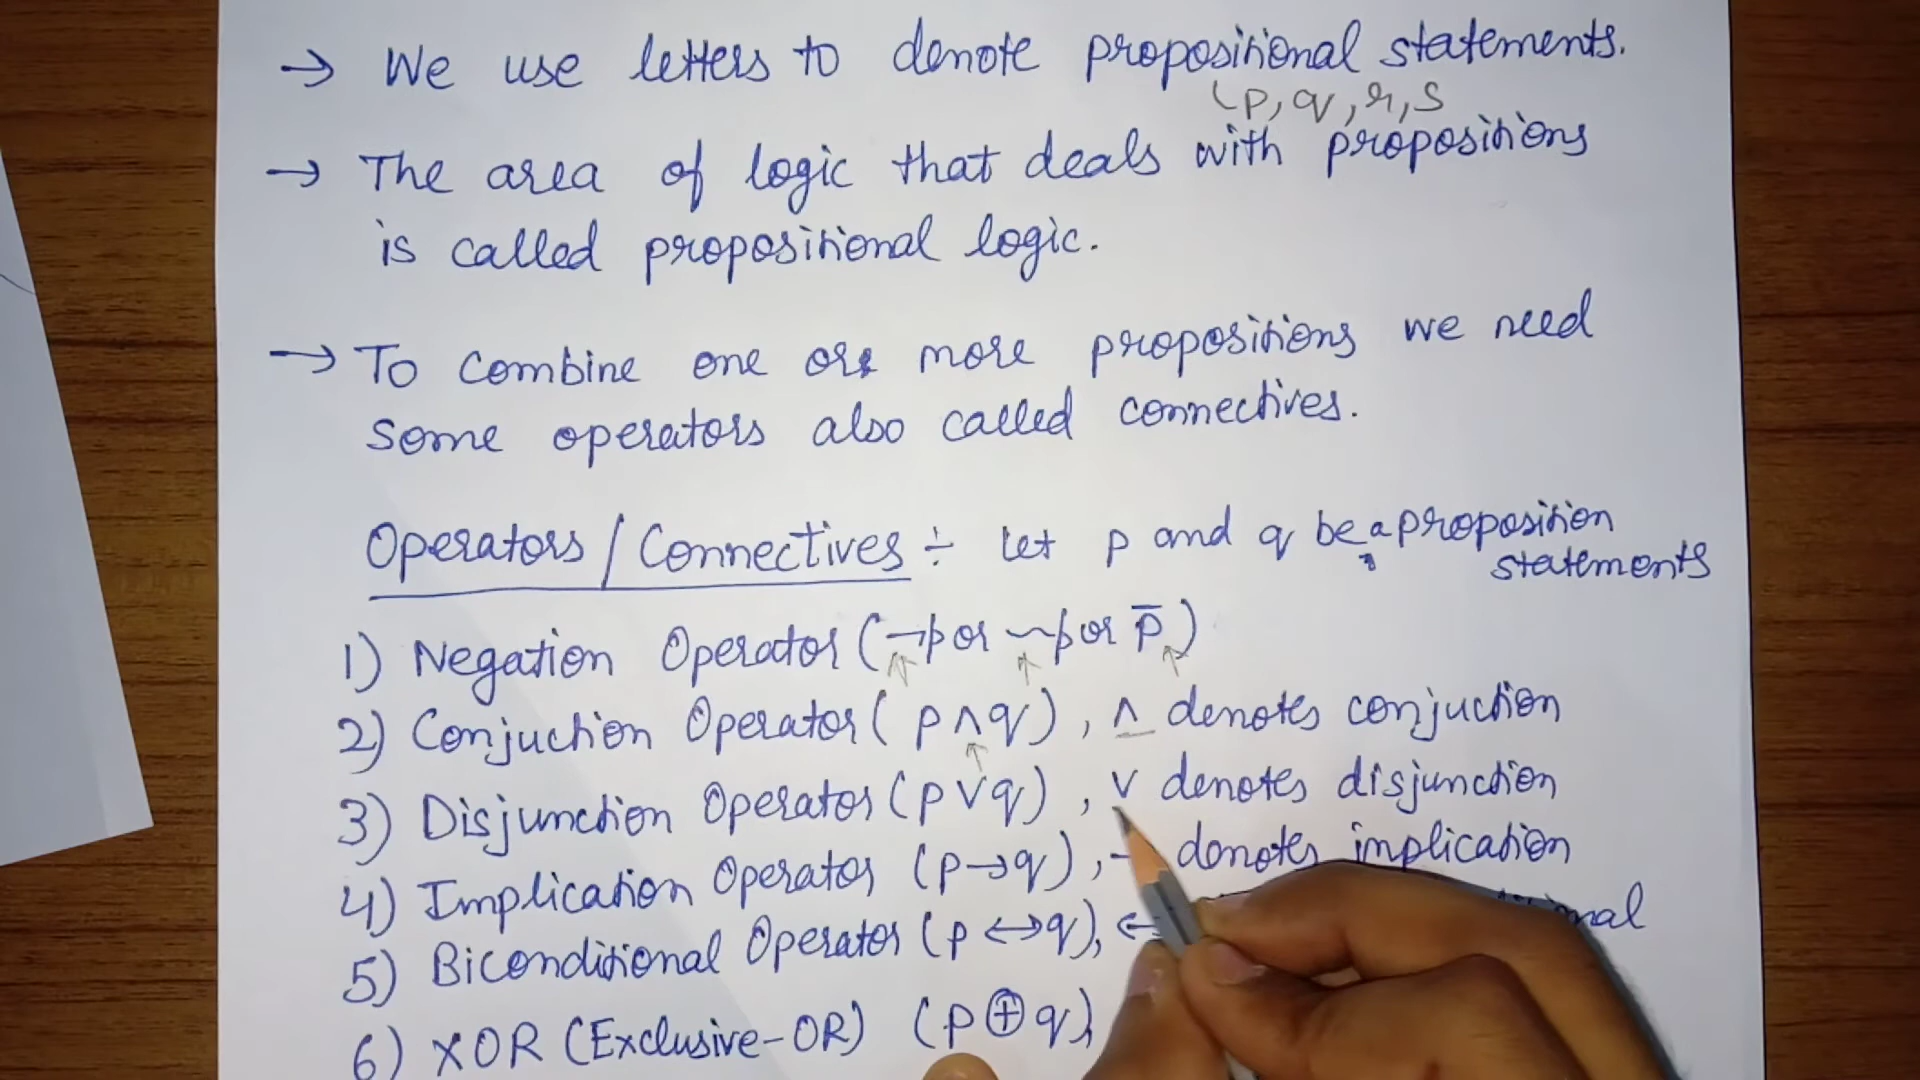 → We use letters to denote propositional statements.
(p, q, r, s
→ The area of logic that deals with propositions
is called propositional logic.
→ To combine one or more propositions we need
some operators also called connectives.
Operators / Connectives ÷ let p and q be a proposition
statements
1) Negation Operator (¬p or ~p or p̅)
2) Conjuction Operator (p ∧ q), ∧ denotes conjuction
3) Disjunction Operator (p ∨ q), ∨ denotes disjunction
4) Implication Operator (p → q), denotes implication
5) Biconditional Operator (p ↔ q),
6) XOR (Exclusive-OR) (p ⊕ q)